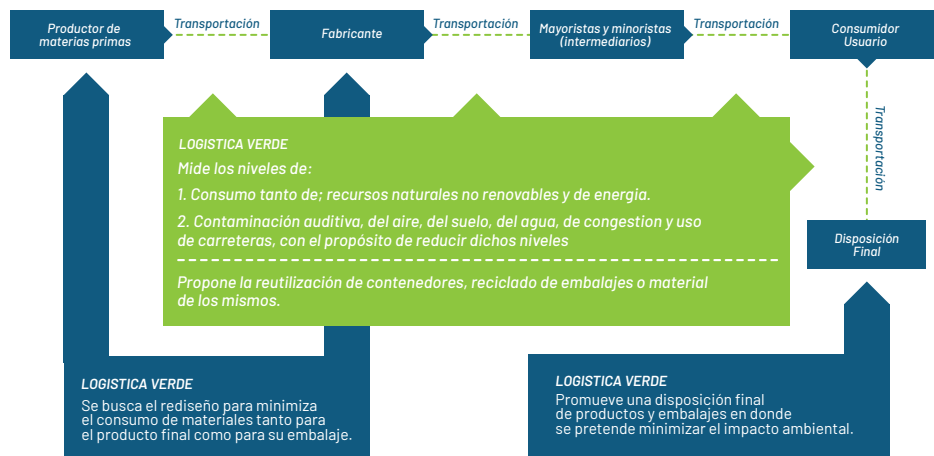 Productor de
materias primas
Transportación
Fabricante
Transportación
Mayoristas y minoristas
(intermediarios)
Transportación
Consumidor
Usuario
Transportación
Disposición
Final
LOGISTICA VERDE
Mide los niveles de:
1. Consumo tanto de; recursos naturales no renovables y de energia.
2. Contaminación auditiva, del aire, del suelo, del agua, de congestion y uso
de carreteras, con el propósito de reducir dichos niveles
Propone la reutilización de contenedores, reciclado de embalajes o material
de los mismos.
LOGISTICA VERDE
Se busca el rediseño para minimiza
el consumo de materiales tanto para
el producto final como para su embalaje.
LOGISTICA VERDE
Promueve una disposición final
de productos y embalajes en donde
se pretende minimizar el impacto ambiental.